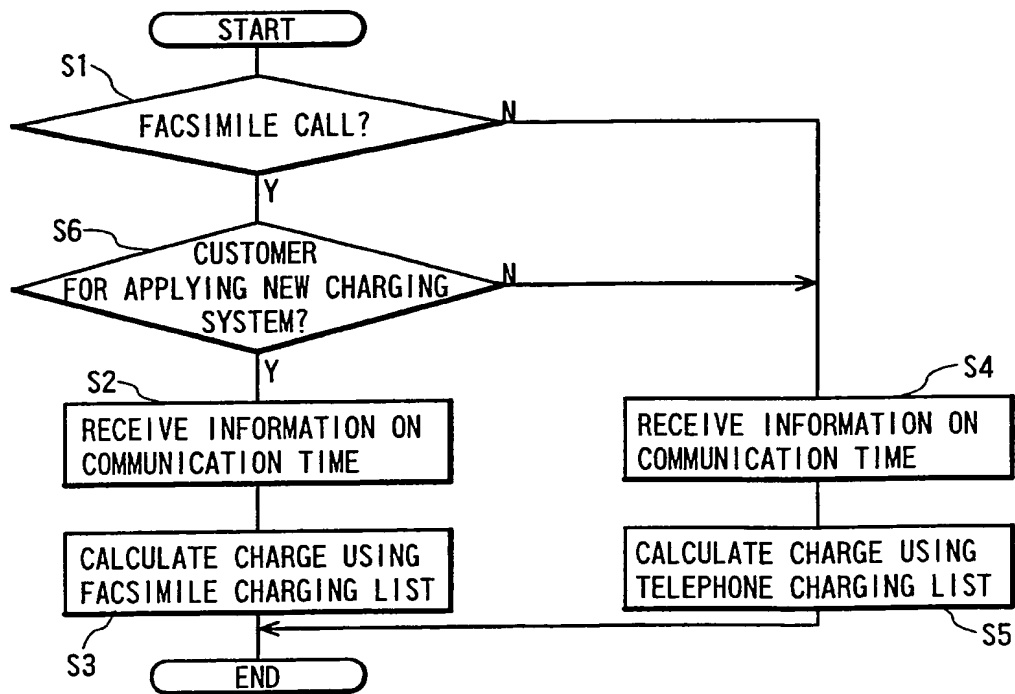 START
S1
FACSIMILE CALL?
N
Y
S6
CUSTOMER
FOR APPLYING NEW CHARGING
SYSTEM?
N
Y
S2
RECEIVE INFORMATION ON
COMMUNICATION TIME
S4
RECEIVE INFORMATION ON
COMMUNICATION TIME
CALCULATE CHARGE USING
FACSIMILE CHARGING LIST
S3
CALCULATE CHARGE USING
TELEPHONE CHARGING LIST
S5
END